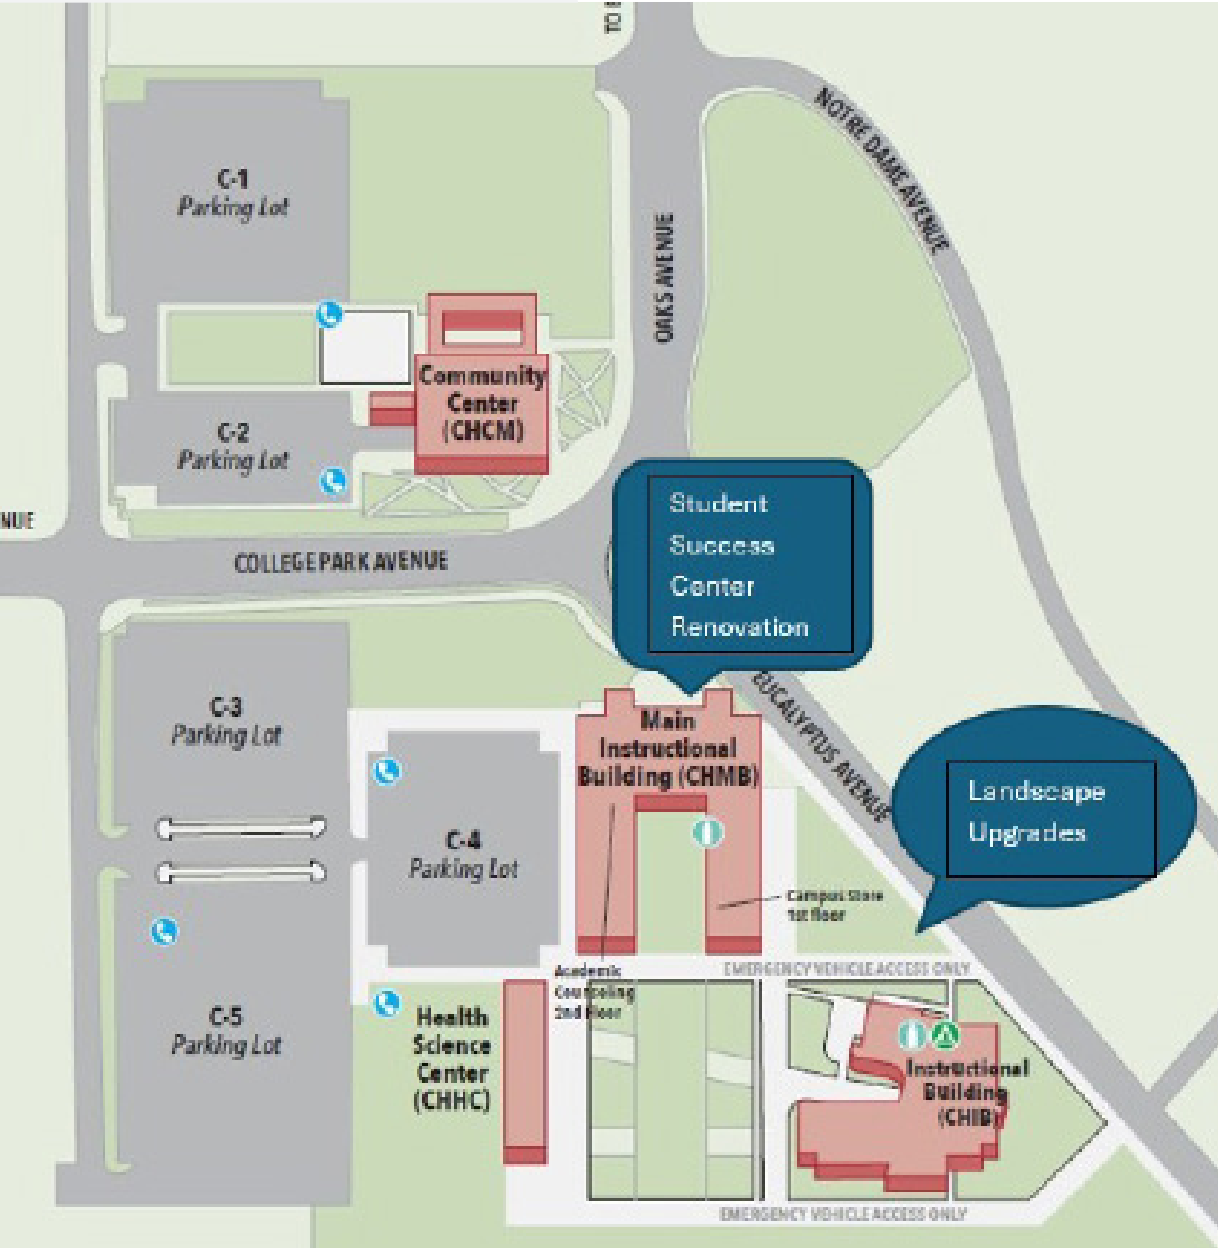 TO
NOTRE DAME AVENUE
C-1
Parking Lot
OAKS AVENUE
Community
Center
(CHCM)
C-2
Parking Lot
NUE
COLLEGE PARK AVENUE
Student
Success
Center
Renovation
EUCALYPTUS AVENUE
C-3
Parking Lot
Main
Instructional
Building (CHMB)
Landscape
Upgrades
C-4
Parking Lot
Campus Store
1st floor
EMERGENCY VEHICLE ACCESS ONLY
Academic
Counseling
2nd Floor
C-5
Parking Lot
Health
Science
Center
(CHHC)
Instructional
Building
(CHIB)
EMERGENCY VEHICLE ACCESS ONLY